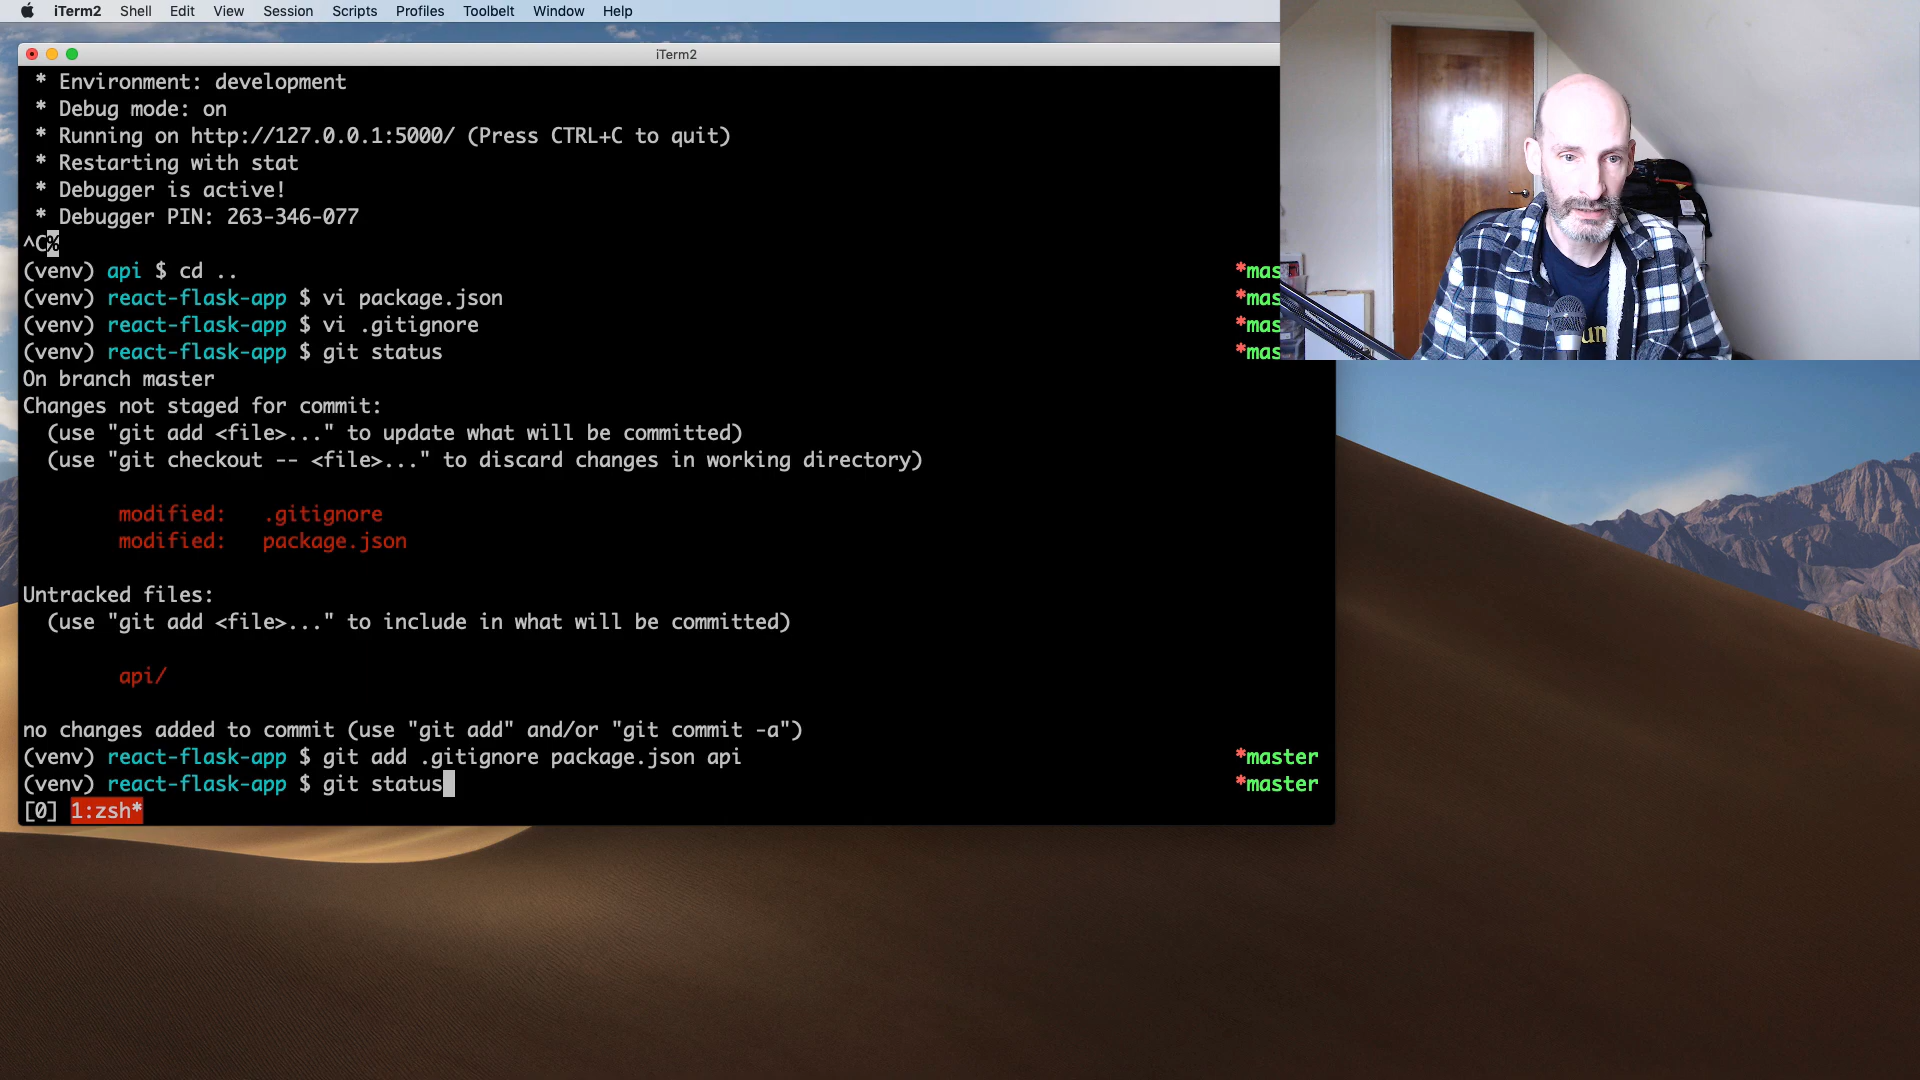 iTerm2 Shell Edit View Session Scripts Profiles Toolbelt Window Help
iTerm2
* Environment: development
* Debug mode: on
* Running on http://127.0.0.1:5000/ (Press CTRL+C to quit)
* Restarting with stat
* Debugger is active!
* Debugger PIN: 263-346-077
^C%
(venv) api $ cd .. *mas
(venv) react-flask-app $ vi package.json *mas
(venv) react-flask-app $ vi .gitignore *mas
(venv) react-flask-app $ git status *mas
On branch master
Changes not staged for commit:
(use "git add <file>..." to update what will be committed)
(use "git checkout -- <file>..." to discard changes in working directory)
modified: .gitignore
modified: package.json
Untracked files:
(use "git add <file>..." to include in what will be committed)
api/
no changes added to commit (use "git add" and/or "git commit -a")
(venv) react-flask-app $ git add .gitignore package.json api *master
(venv) react-flask-app $ git status *master
[0] 1:zsh*